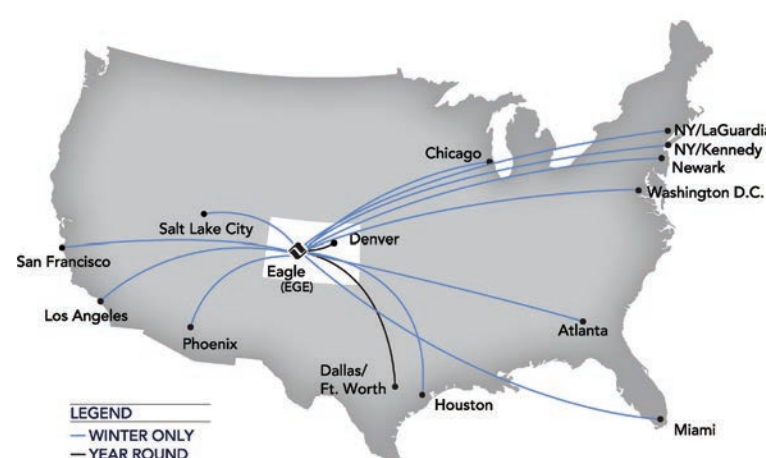 NY/LaGuardia
NY/Kennedy
Newark
Chicago
Washington D.C.
Salt Lake City
Denver
San Francisco
Eagle
(EGE)
Los Angeles
Phoenix
Atlanta
Dallas/
Ft. Worth
Houston
Miami
LEGEND
WINTER ONLY
YEAR ROUND